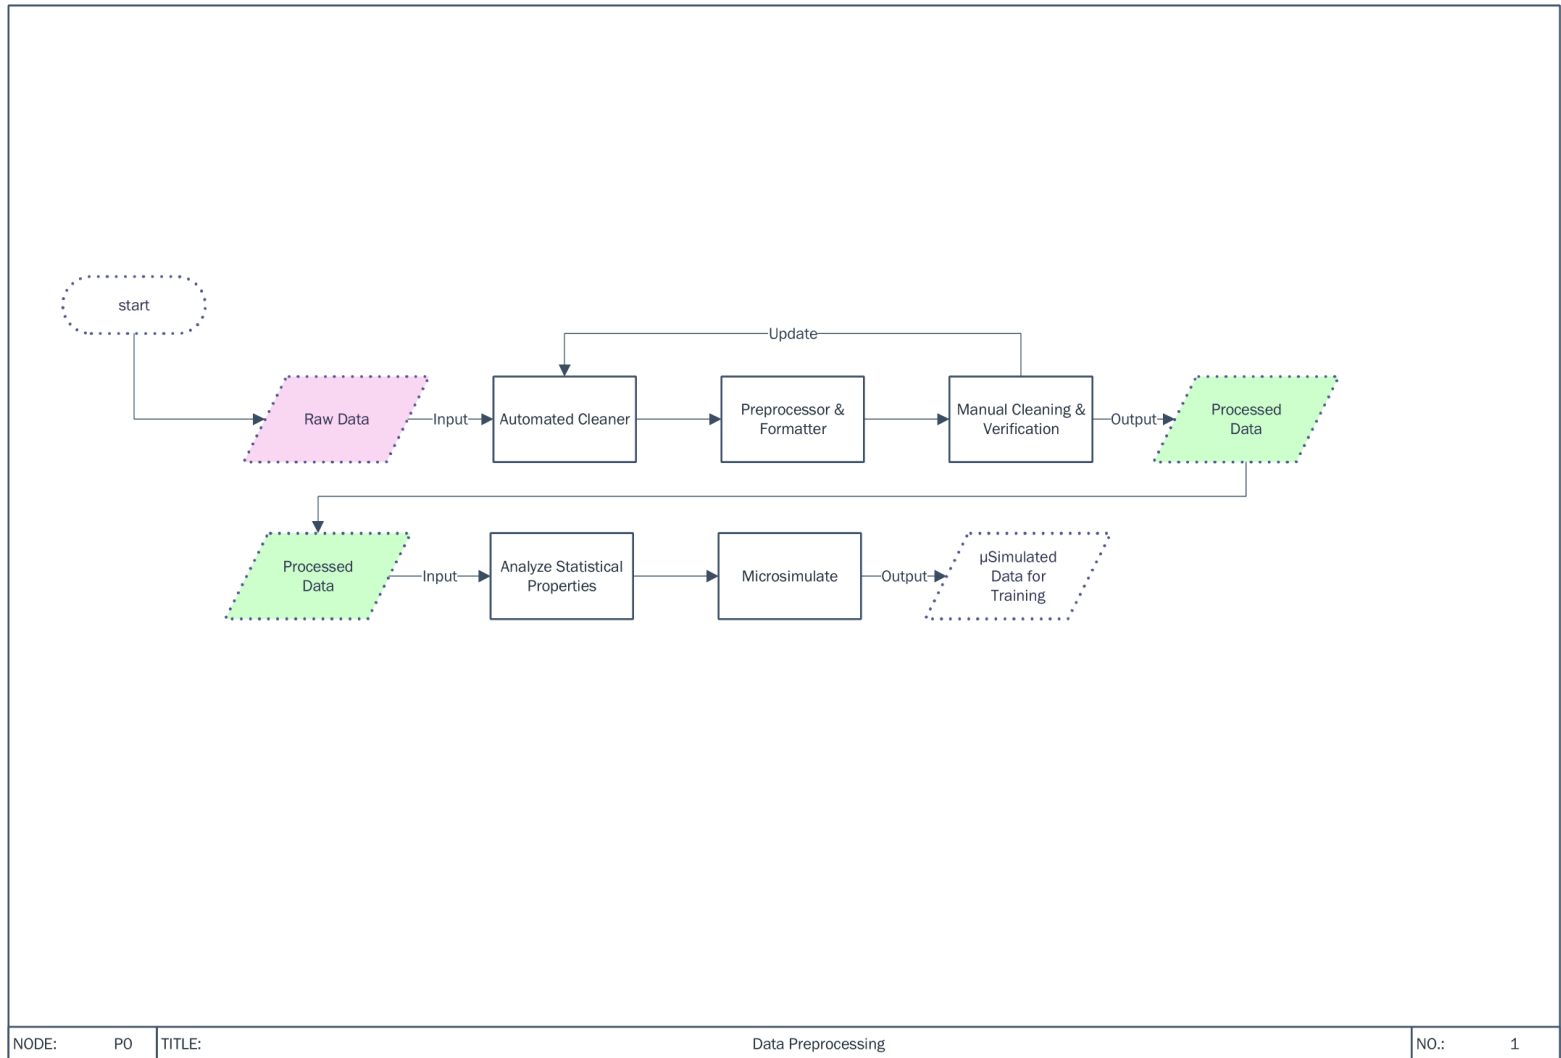 start
Update
Raw Data
Input
Automated Cleaner
Preprocessor &
Formatter
Manual Cleaning &
Verification
Output
Processed
Data
Processed
Data
Input
Analyze Statistical
Properties
Microsimulate
Output
µSimulated
Data for
Training
NODE: P0
TITLE: Data Preprocessing
NO.: 1